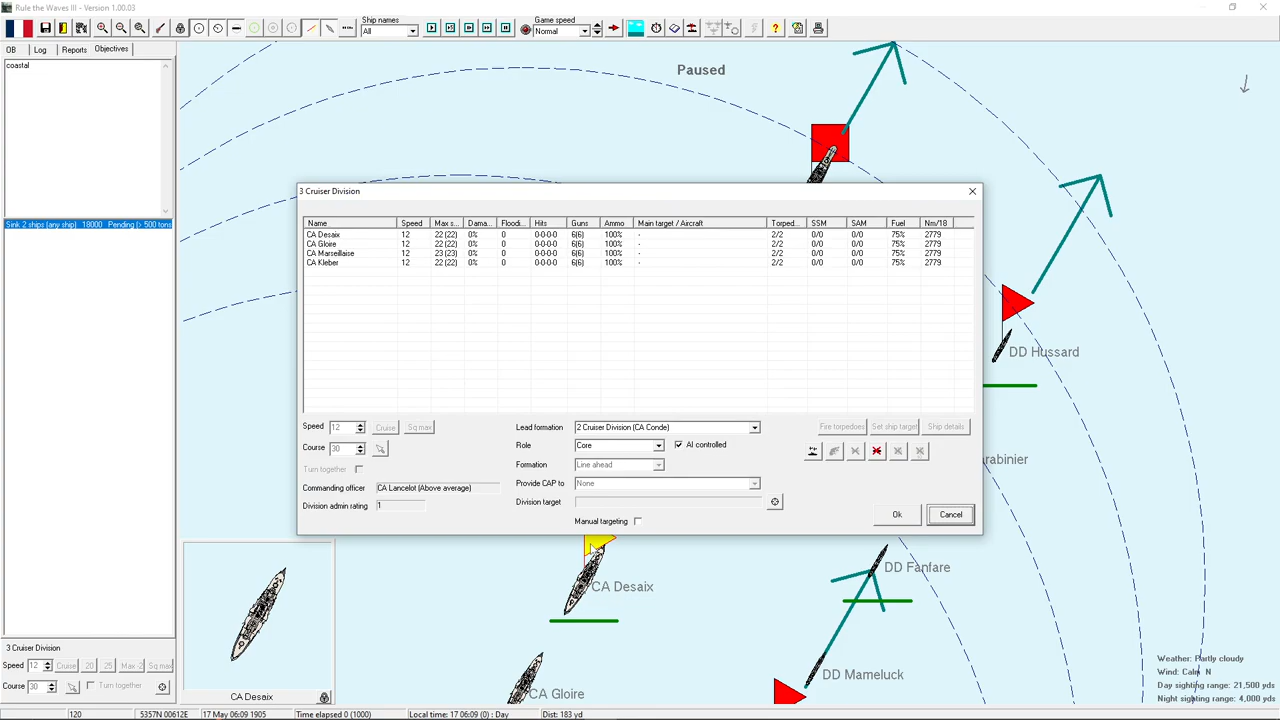 Rule the Waves III - Version 1.00.03
Ship names
All
Game speed
Normal
OB Log Reports Objectives
coastal
Sink 2 ships (any ship) 18000 Pending (> 500 tons
Paused
3 Cruiser Division
Name Speed Max s... Dama... Floodi... Hits Guns Ammo Main target / Aircraft Torped... SSM SAM Fuel Nm/18
CA Desaix 12 22 (22) 0% 0 0-0-0-0 6(6) 100% - 2/2 0/0 0/0 75% 2779
CA Gloire 12 22 (22) 0% 0 0-0-0-0 6(6) 100% - 2/2 0/0 0/0 75% 2779
CA Marseillaise 12 23 (23) 0% 0 0-0-0-0 6(6) 100% - 2/2 0/0 0/0 75% 2779
CA Kleber 12 22 (22) 0% 0 0-0-0-0 6(6) 100% - 2/2 0/0 0/0 75% 2779
Speed 12 Cruise Sq max
Course 30
Turn together
Commanding officer CA Lancelot (Above average)
Division admin rating 1
Lead formation 2 Cruiser Division (CA Conde)
Role Core AI controlled
Formation Line ahead
Provide CAP to None
Division target
Manual targeting
Fire torpedoes Set ship target Ship details
Ok Cancel
DD Hussard
arabinier
DD Fanfare
CA Desaix
DD Mameluck
CA Gloire
CA Desaix
3 Cruiser Division
Speed 12 Cruise 20 25 Max -2 Sq max
Course 30 Turn together
Weather: Partly cloudy
Wind: Calm N
Day sighting range: 21,500 yds
Night sighting range: 4,000 yds
120 5357N 00612E 17 May 06:09 1905 Time elapsed 0 (1000) Local time: 17 06:09 (0) : Day Dist: 183 yd